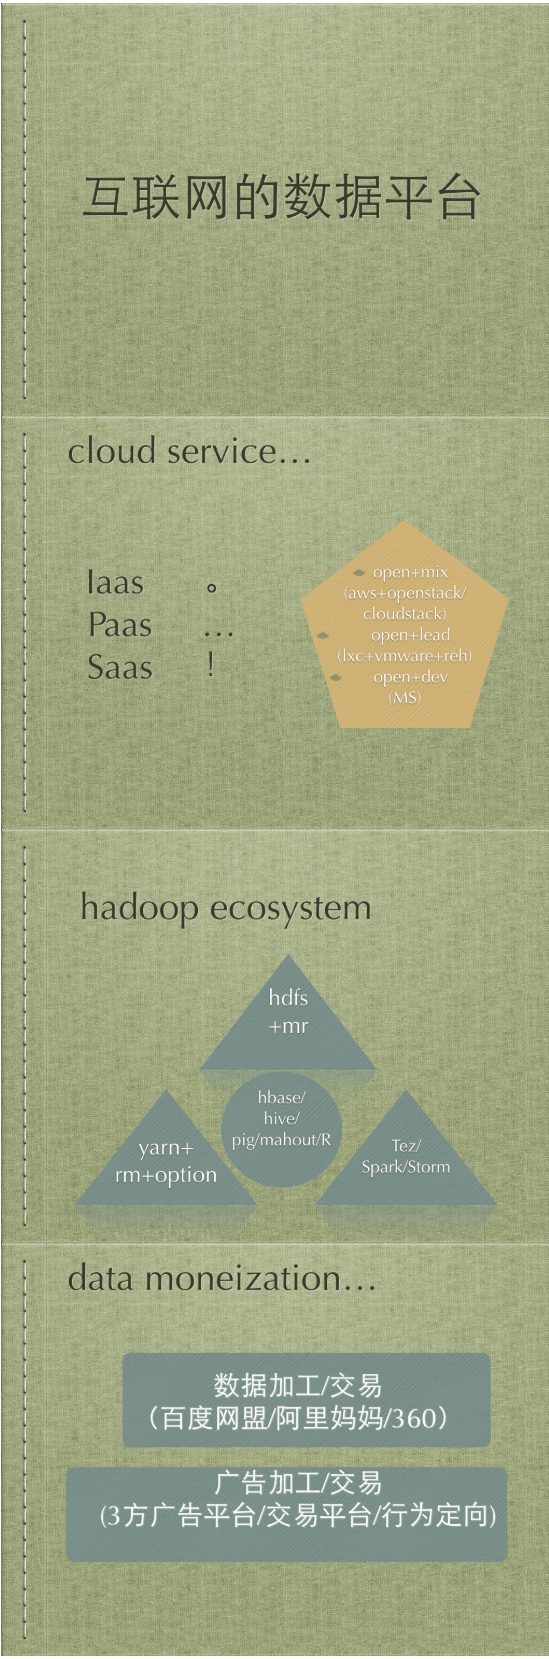 互联网的数据平台
cloud service…
Iaas 。
Paas …
Saas ！
open+mix
(aws+openstack/
cloudstack)
open+lead
(lxc+vmware+reh)
open+dev
(MS)
hadoop ecosystem
hdfs
+mr
hbase/
hive/
pig/mahout/R
yarn+
rm+option
Tez/
Spark/Storm
data moneization…
数据加工/交易
（百度网盟/阿里妈妈/360）
广告加工/交易
(3方广告平台/交易平台/行为定向)